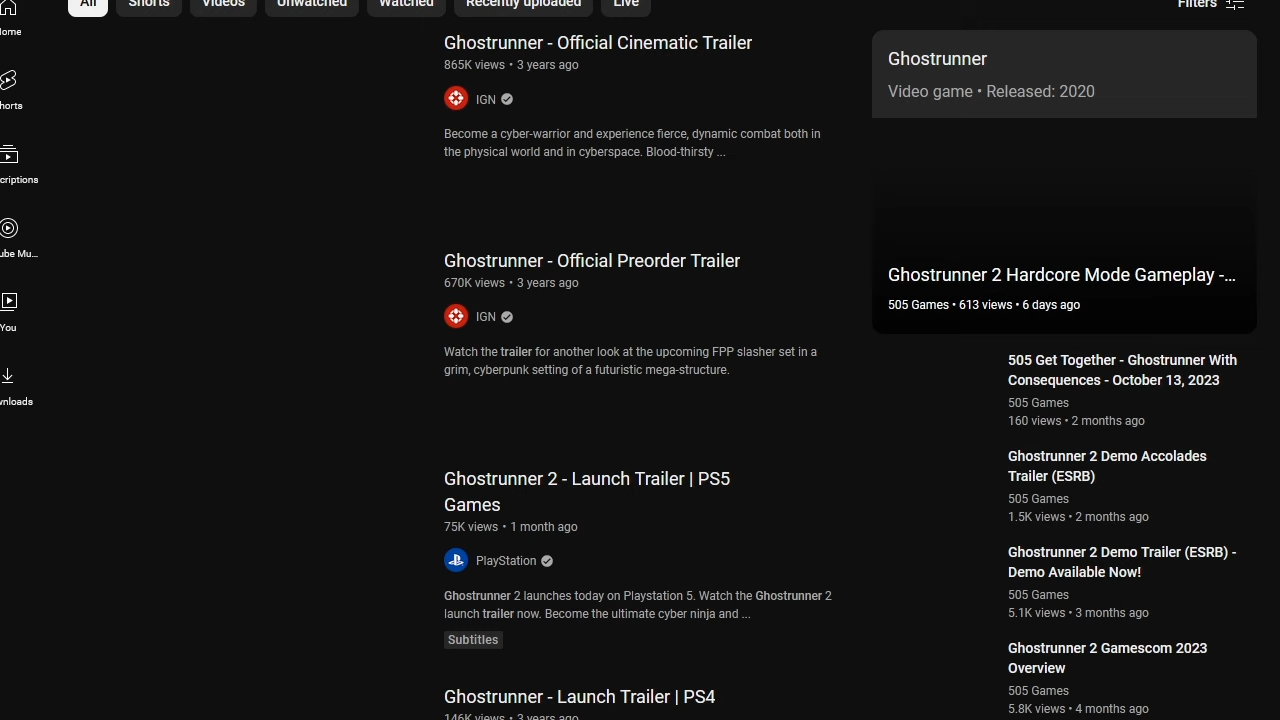 All
Shorts
Videos
Unwatched
Watched
Recently uploaded
Live
Filters
ome
horts
criptions
ube Mu...
You
wnloads
Ghostrunner - Official Cinematic Trailer
865K views • 3 years ago
IGN
Become a cyber-warrior and experience fierce, dynamic combat both in
the physical world and in cyberspace. Blood-thirsty ...
Ghostrunner - Official Preorder Trailer
670K views • 3 years ago
IGN
Watch the trailer for another look at the upcoming FPP slasher set in a
grim, cyberpunk setting of a futuristic mega-structure.
Ghostrunner 2 - Launch Trailer | PS5
Games
75K views • 1 month ago
PlayStation
Ghostrunner 2 launches today on Playstation 5. Watch the Ghostrunner 2
launch trailer now. Become the ultimate cyber ninja and ...
Subtitles
Ghostrunner - Launch Trailer | PS4
146K views • 3 years ago
Ghostrunner
Video game • Released: 2020
Ghostrunner 2 Hardcore Mode Gameplay -...
505 Games • 613 views • 6 days ago
505 Get Together - Ghostrunner With
Consequences - October 13, 2023
505 Games
160 views • 2 months ago
Ghostrunner 2 Demo Accolades
Trailer (ESRB)
505 Games
1.5K views • 2 months ago
Ghostrunner 2 Demo Trailer (ESRB) -
Demo Available Now!
505 Games
5.1K views • 3 months ago
Ghostrunner 2 Gamescom 2023
Overview
505 Games
5.8K views • 4 months ago